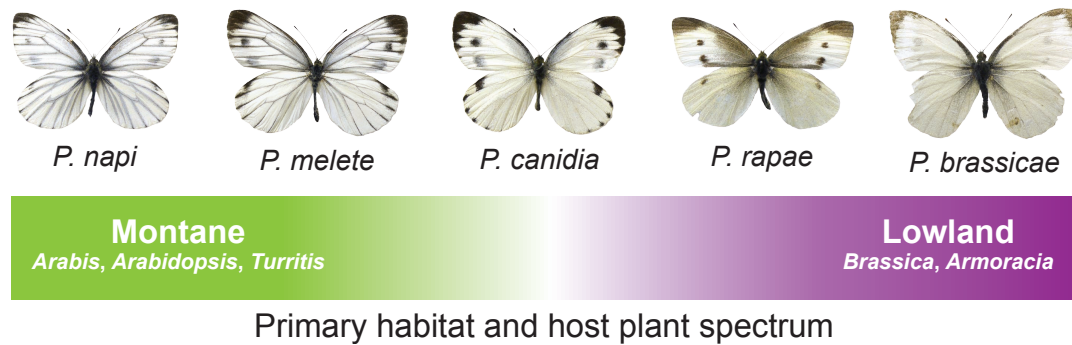 P. napi
P. melete
P. canidia
P. rapae
P. brassicae
Montane
Arabis, Arabidopsis, Turritis
Lowland
Brassica, Armoracia
Primary habitat and host plant spectrum